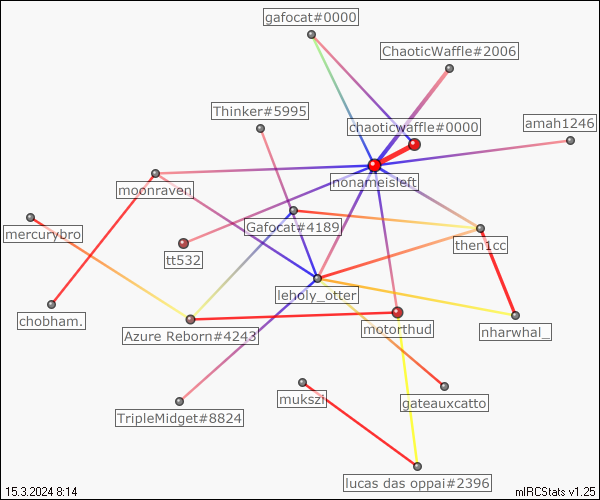 gafocat#0000
ChaoticWaffle#2006
Thinker#5995
amah1246
chaoticwaffle#0000
nonameisleft
moonraven
Gafocat#4189
mercurybro
then1cc
tt532
leholy_otter
chobham.
Azure Reborn#4243
motorthud
nharwhal_
mukszi
gateauxcatto
TripleMidget#8824
lucas das oppai#2396
15.3.2024 8:14
mIRCStats v1.25